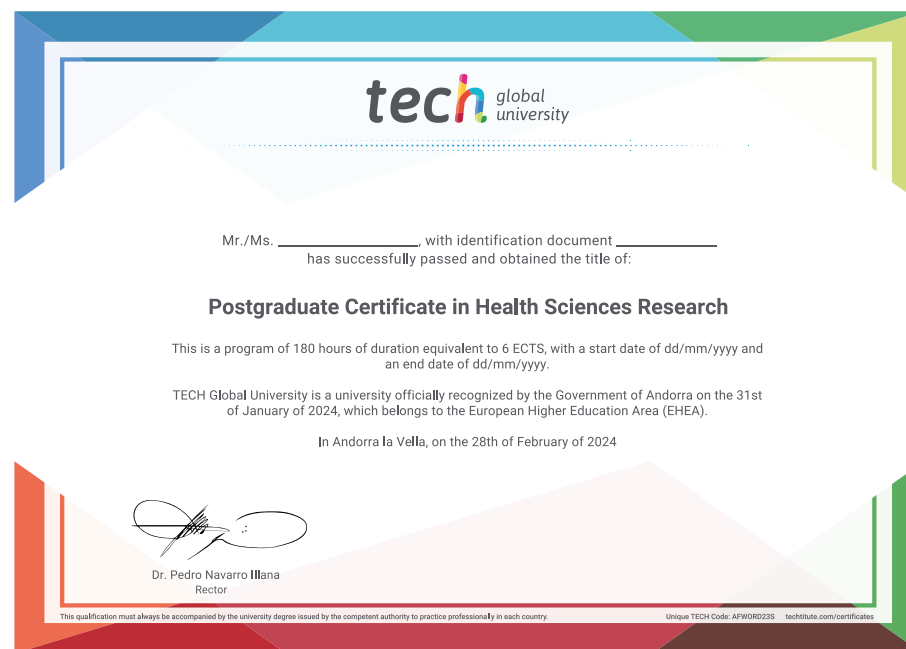 tech global university
Mr./Ms. ________________, with identification document ____________
has successfully passed and obtained the title of:
Postgraduate Certificate in Health Sciences Research
This is a program of 180 hours of duration equivalent to 6 ECTS, with a start date of dd/mm/yyyy and
an end date of dd/mm/yyyy.
TECH Global University is a university officially recognized by the Government of Andorra on the 31st
of January of 2024, which belongs to the European Higher Education Area (EHEA).
In Andorra la Vella, on the 28th of February of 2024
Dr. Pedro Navarro Illana
Rector
This qualification must always be accompanied by the university degree issued by the competent authority to practice professionally in each country.
Unique TECH Code: AFWORD23S techtitute.com/certificates